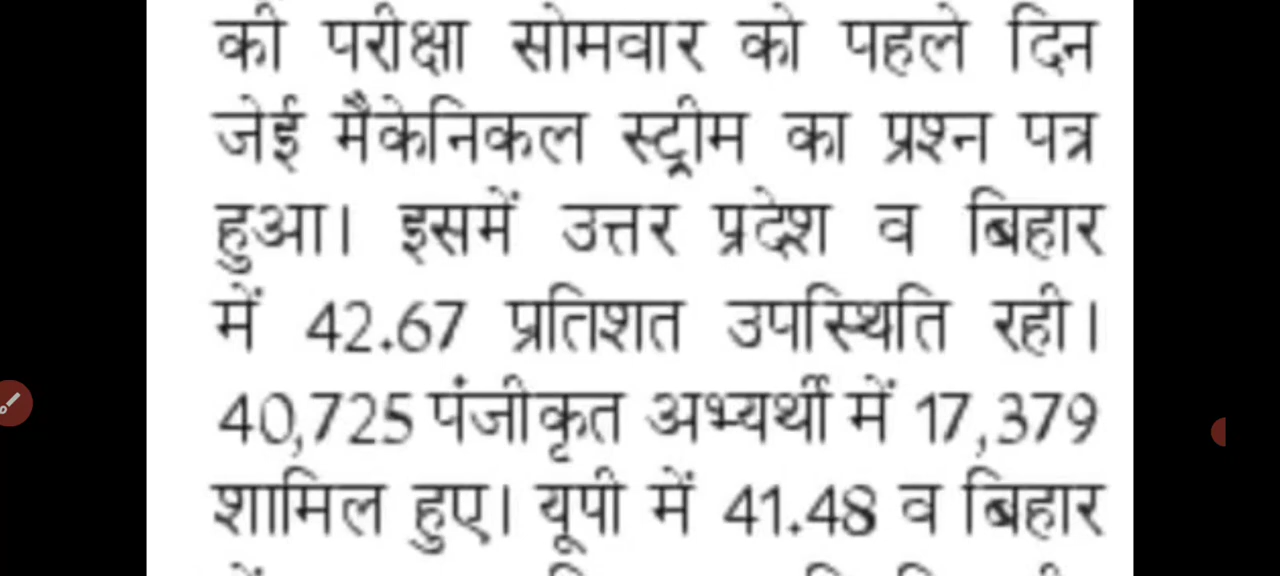 की परीक्षा सोमवार को पहले दिन
जेई मैकेनिकल स्ट्रीम का प्रश्न पत्र
हुआ। इसमें उत्तर प्रदेश व बिहार
में 42.67 प्रतिशत उपस्थिति रही।
40,725 पंजीकृत अभ्यर्थी में 17,379
शामिल हुए। यूपी में 41.48 व बिहार